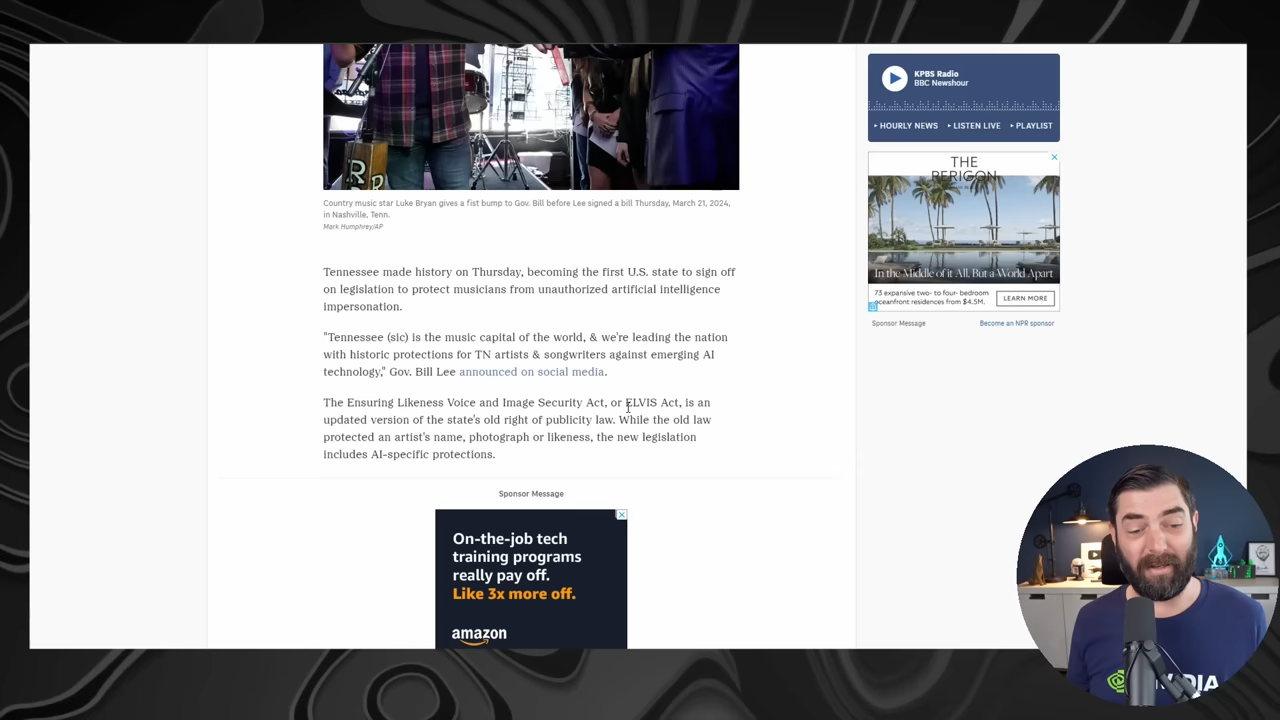 KPBS Radio
BBC Newshour
HOURLY NEWS
LISTEN LIVE
PLAYLIST
THE
PERIGON
In the Middle of it All, But a World Apart
73 expansive two- to four- bedroom
oceanfront residences from $4.5M.
LEARN MORE
Sponsor Message
Become an NPR sponsor
Country music star Luke Bryan gives a fist bump to Gov. Bill before Lee signed a bill Thursday, March 21, 2024,
in Nashville, Tenn.
Mark Humphrey/AP
Tennessee made history on Thursday, becoming the first U.S. state to sign off
on legislation to protect musicians from unauthorized artificial intelligence
impersonation.
"Tennessee (sic) is the music capital of the world, & we're leading the nation
with historic protections for TN artists & songwriters against emerging AI
technology," Gov. Bill Lee announced on social media.
The Ensuring Likeness Voice and Image Security Act, or ELVIS Act, is an
updated version of the state's old right of publicity law. While the old law
protected an artist's name, photograph or likeness, the new legislation
includes AI-specific protections.
Sponsor Message
On-the-job tech
training programs
really pay off.
Like 3x more off.
amazon